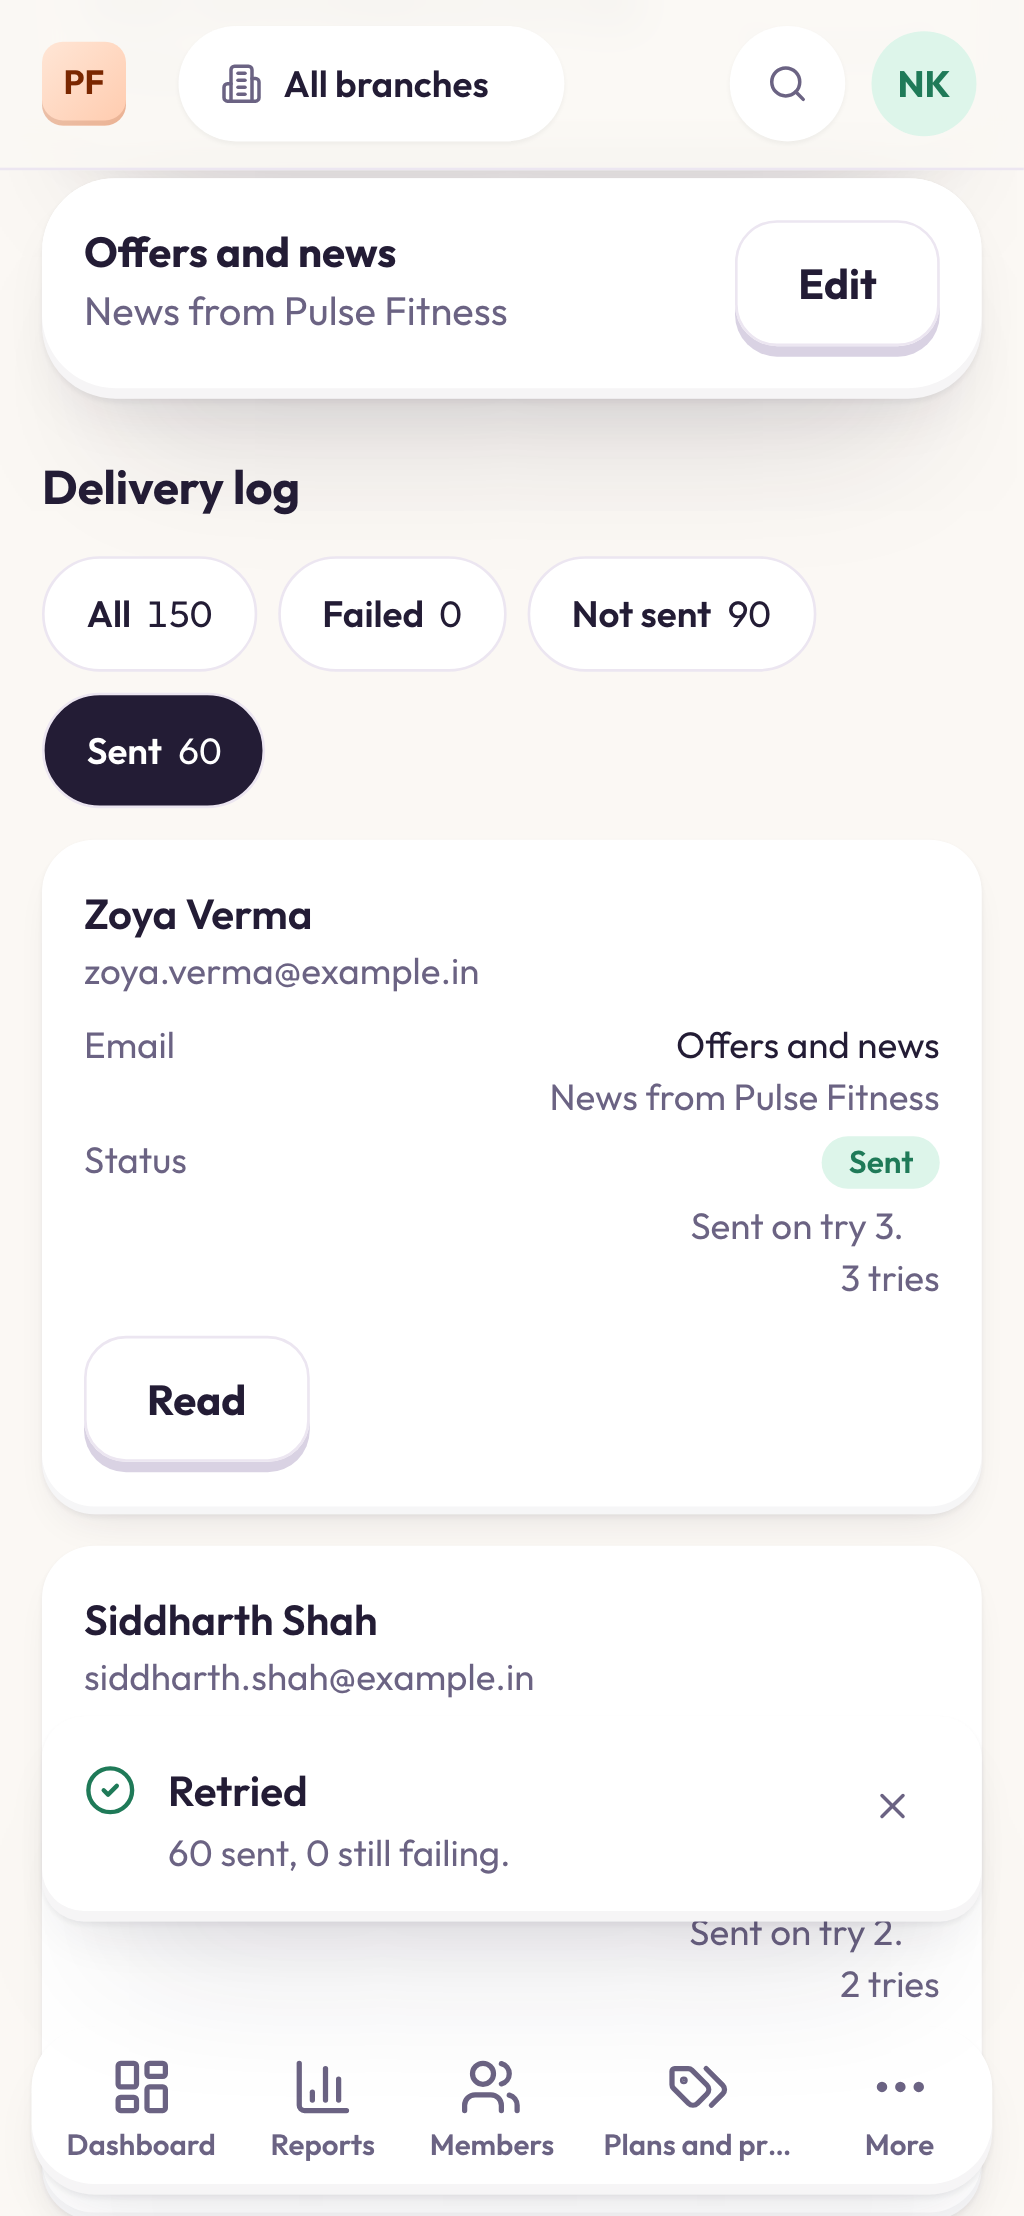 PF
All branches
NK
Offers and news
News from Pulse Fitness
Edit
Delivery log
All 150
Failed 0
Not sent 90
Sent 60
Zoya Verma
zoya.verma@example.in
Email
Offers and news
News from Pulse Fitness
Status
Sent
Sent on try 3.
3 tries
Read
Siddharth Shah
siddharth.shah@example.in
Retried
60 sent, 0 still failing.
Sent on try 2.
2 tries
Dashboard
Reports
Members
Plans and pr...
More